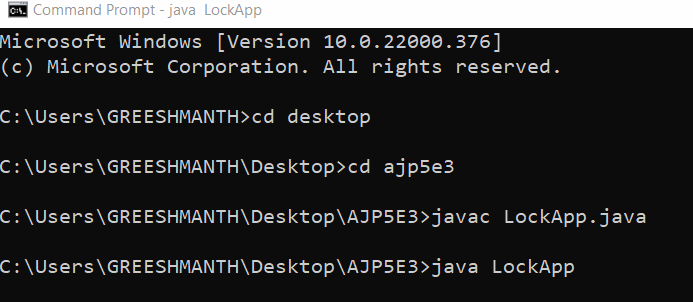 Command Prompt - java  LockApp
Microsoft Windows [Version 10.0.22000.376]
(c) Microsoft Corporation. All rights reserved.
C:\Users\GREESHMANTH>cd desktop
C:\Users\GREESHMANTH\Desktop>cd ajp5e3
C:\Users\GREESHMANTH\Desktop\AJP5E3>javac LockApp.java
C:\Users\GREESHMANTH\Desktop\AJP5E3>java LockApp